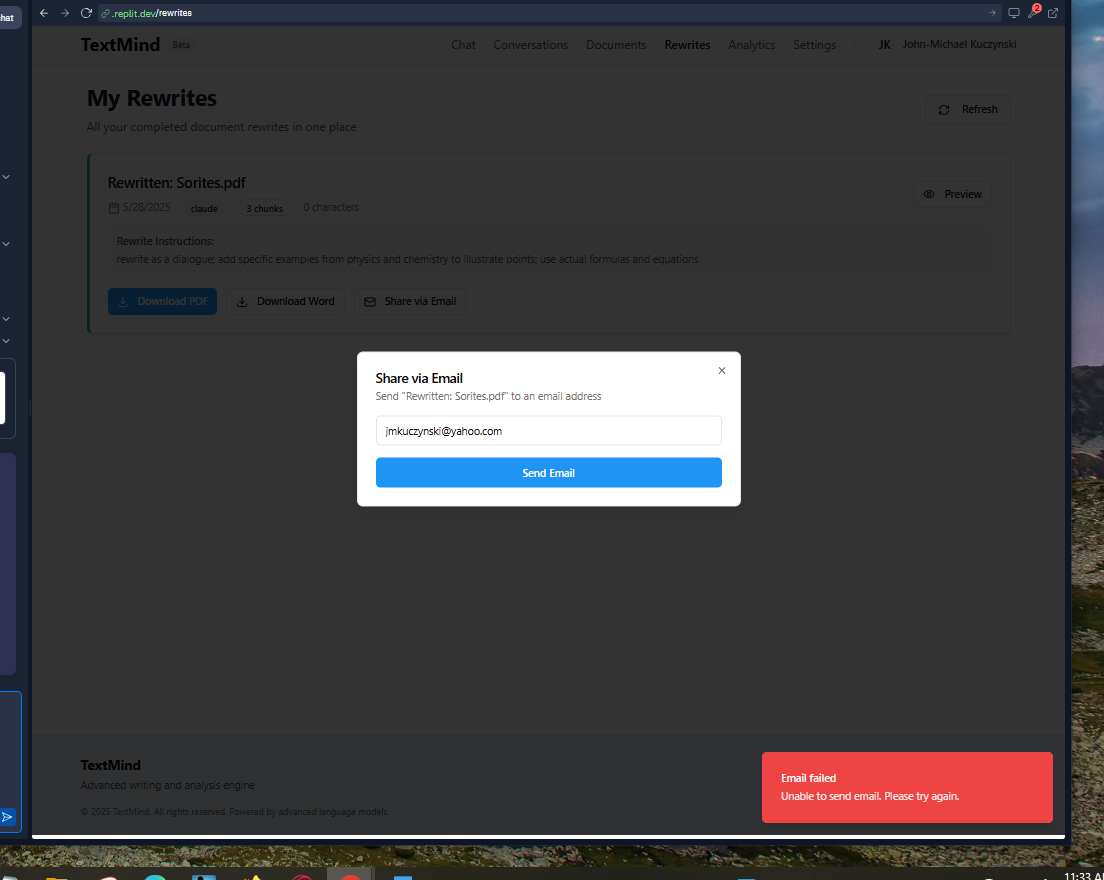 hat
.replit.dev/rewrites
2
TextMind Beta
Chat Conversations Documents Rewrites Analytics Settings JK John-Michael Kuczynski
My Rewrites
All your completed document rewrites in one place
Refresh
Rewritten: Sorites.pdf
5/28/2025 claude 3 chunks 0 characters
Preview
Rewrite Instructions:
rewrite as a dialogue; add specific examples from physics and chemistry to illustrate points; use actual formulas and equations
Download PDF Download Word Share via Email
Share via Email
Send "Rewritten: Sorites.pdf" to an email address
jmkuczynski@yahoo.com
Send Email
TextMind
Advanced writing and analysis engine
© 2025 TextMind. All rights reserved. Powered by advanced language models.
Email failed
Unable to send email. Please try again.
11:33 A